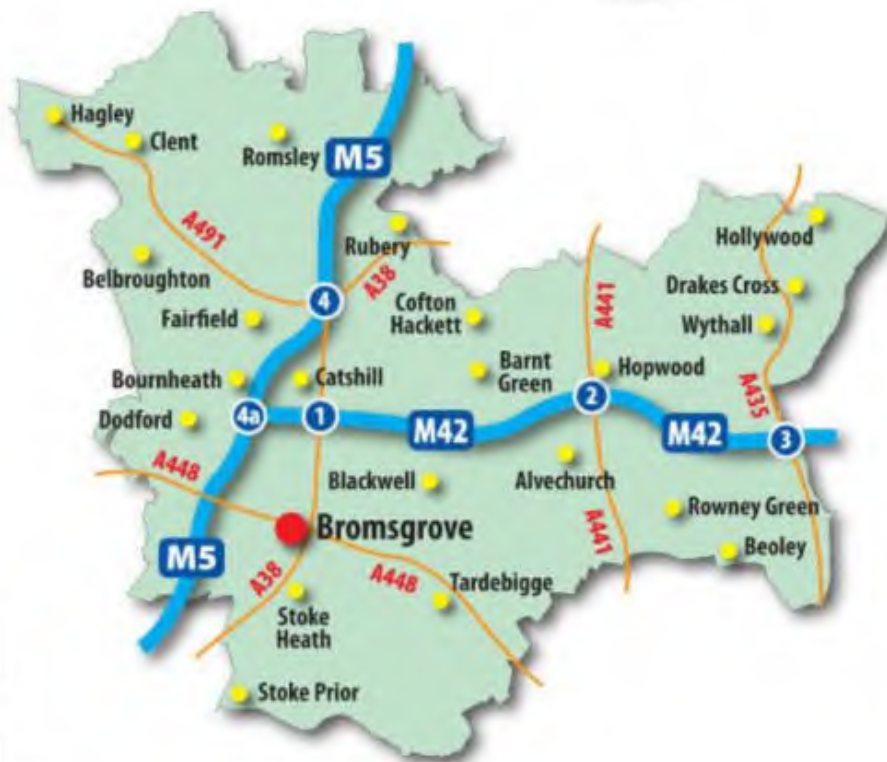 Hagley
Clent
Romsley
M5
A491
Rubery
Hollywood
Belbroughton
4
A38
Cofton
Hackett
A441
Drakes Cross
Fairfield
Wythall
Bournheath
Catshill
Barnt
Green
Hopwood
A435
Dodford
4a
1
M42
2
M42
3
A448
Blackwell
Alvechurch
Rowney Green
Bromsgrove
A441
Beoley
M5
A38
A448
Tardebigge
Stoke
Heath
Stoke Prior